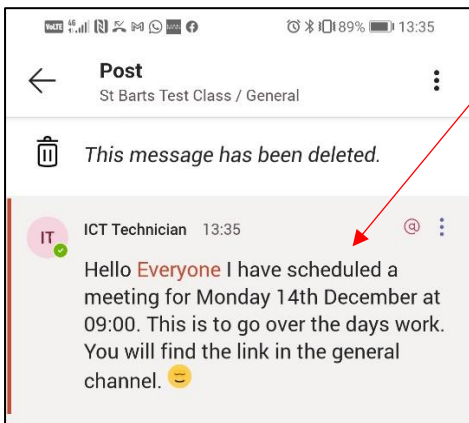 VoLTE 46 89% 13:35
Post
St Barts Test Class / General
This message has been deleted.
IT ICT Technician 13:35 @
Hello Everyone I have scheduled a
meeting for Monday 14th December at
09:00. This is to go over the days work.
You will find the link in the general
channel.